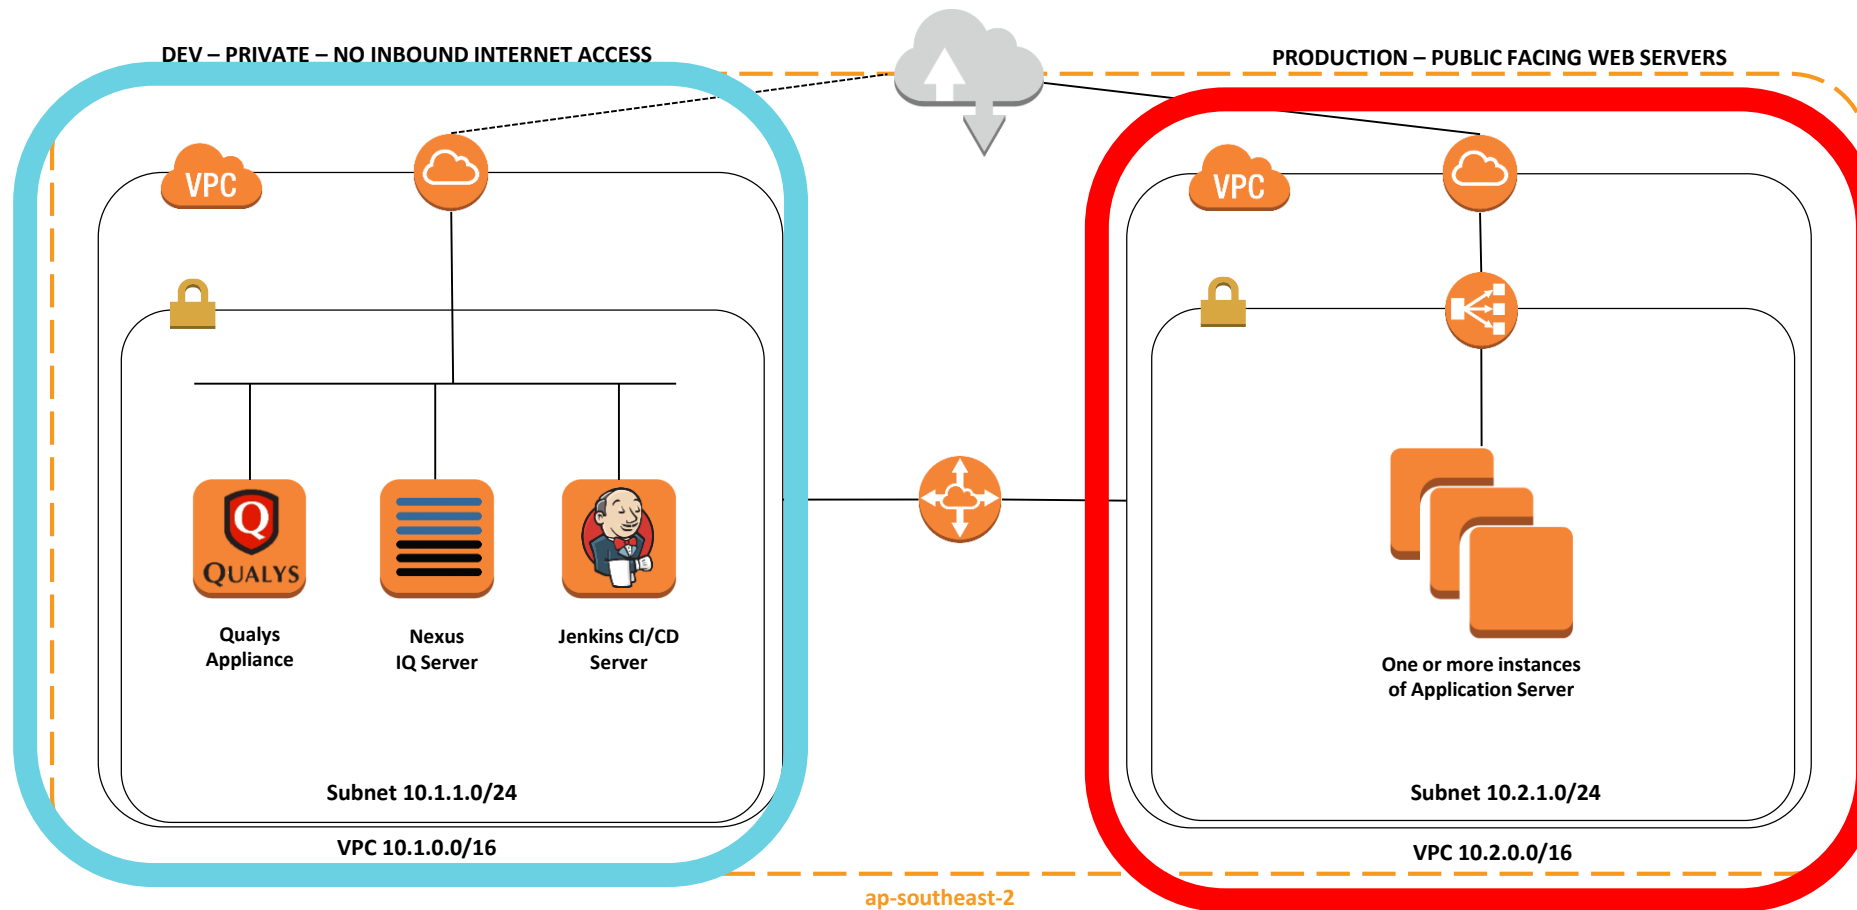 DEV – PRIVATE – NO INBOUND INTERNET ACCESS
PRODUCTION – PUBLIC FACING WEB SERVERS
VPC
VPC
Q
QUALYS
Qualys
Appliance
Nexus
IQ Server
Jenkins CI/CD
Server
One or more instances
of Application Server
Subnet 10.1.1.0/24
Subnet 10.2.1.0/24
VPC 10.1.0.0/16
VPC 10.2.0.0/16
ap-southeast-2